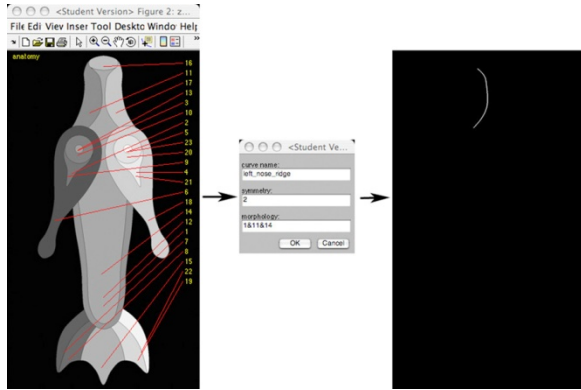 <Student Version> Figure 2: z...
File Edi View Inser Tool Deskto Windo Help
»
anatomy
16
11
17
13
3
10
2
5
23
20
9
4
21
6
18
14
12
1
7
8
15
22
19
<Student Ver...
curve name:
left_nose_ridge
symmetry:
2
morphology:
1&11&14
OK Cancel